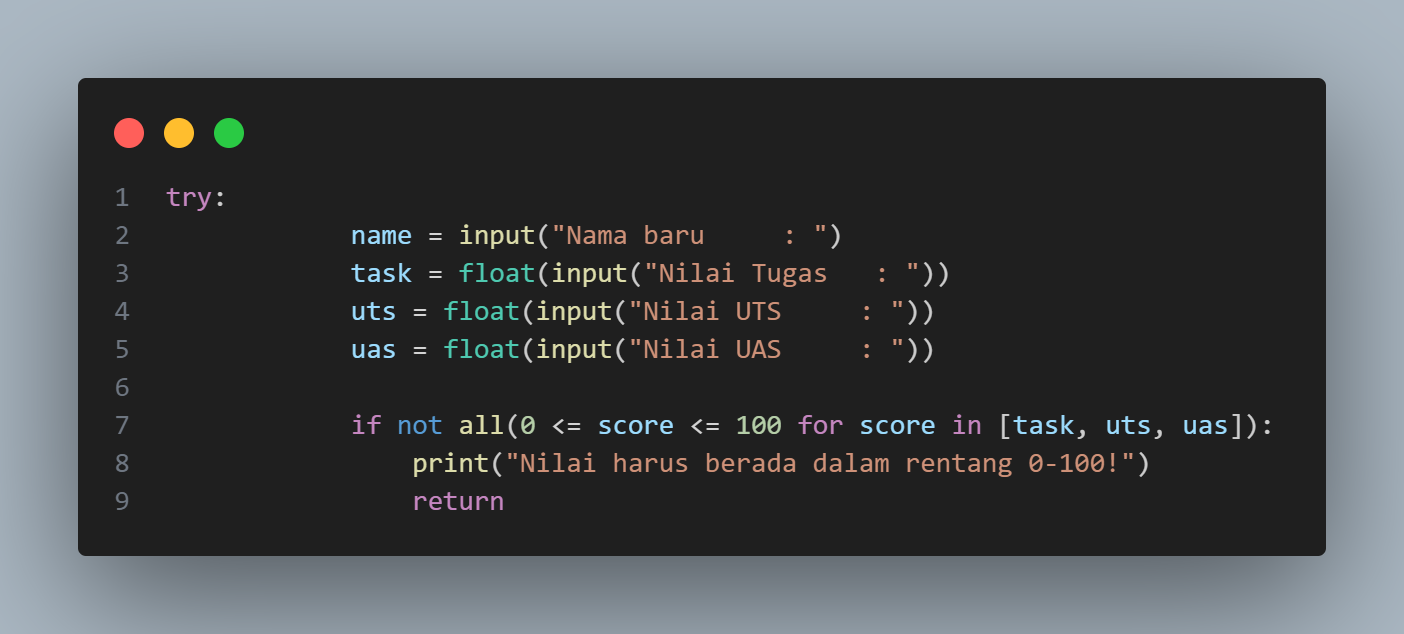 1 try:
2             name = input("Nama baru     : ")
3             task = float(input("Nilai Tugas   : "))
4             uts = float(input("Nilai UTS     : "))
5             uas = float(input("Nilai UAS     : "))
6
7             if not all(0 <= score <= 100 for score in [task, uts, uas]):
8                 print("Nilai harus berada dalam rentang 0-100!")
9                 return